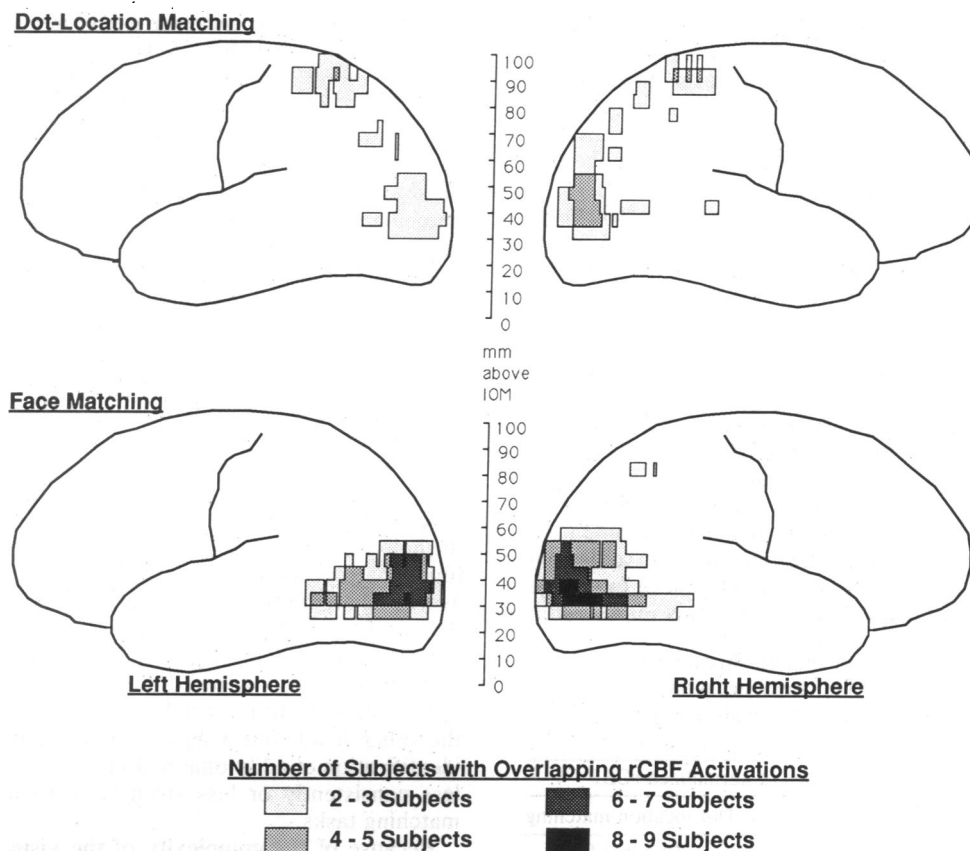 Dot-Location Matching
100
90
80
70
60
50
40
30
20
10
0
mm
above
IOM
Face Matching
100
90
80
70
60
50
40
30
20
10
0
Left Hemisphere
Right Hemisphere
Number of Subjects with Overlapping rCBF Activations
2 - 3 Subjects
6 - 7 Subjects
4 - 5 Subjects
8 - 9 Subjects